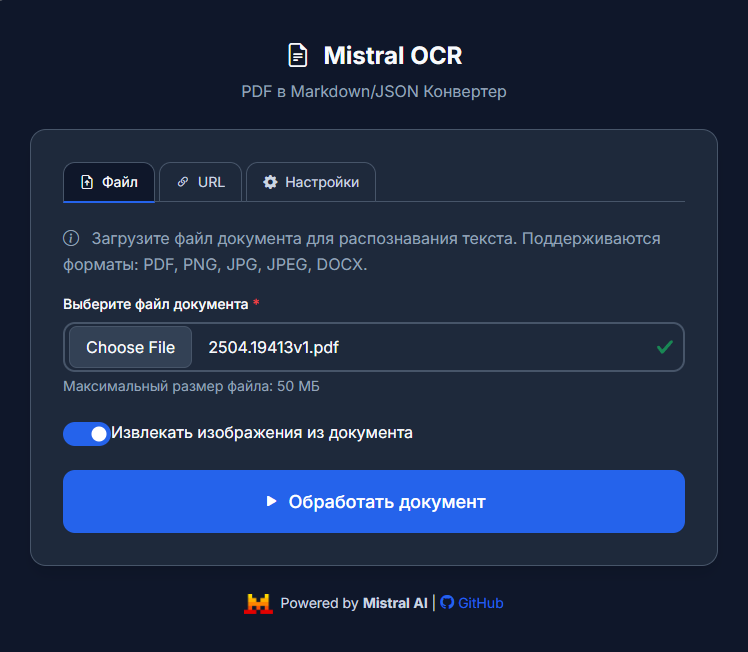 Mistral OCR
PDF в Markdown/JSON Конвертер
Файл
URL
Настройки
Загрузите файл документа для распознавания текста. Поддерживаются
форматы: PDF, PNG, JPG, JPEG, DOCX.
Выберите файл документа *
Choose File 2504.19413v1.pdf
Максимальный размер файла: 50 МБ
Извлекать изображения из документа
Обработать документ
Powered by Mistral AI | GitHub